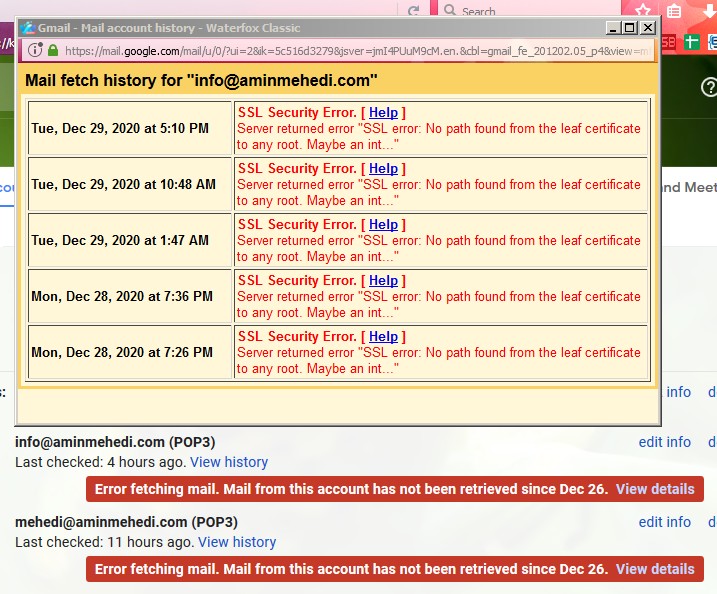 Search
Gmail - Mail account history - Waterfox Classic
https://mail.google.com/mail/u/0/?ui=2&ik=5c516d3279&jsver=jmI4PUuM9cM.en.&cbl=gmail_fe_201202.05_p4&view=
Mail fetch history for "info@aminmehedi.com"
Tue, Dec 29, 2020 at 5:10 PM
SSL Security Error. [ Help ]
Server returned error "SSL error: No path found from the leaf certificate
to any root. Maybe an int..."
Tue, Dec 29, 2020 at 10:48 AM
SSL Security Error. [ Help ]
Server returned error "SSL error: No path found from the leaf certificate
to any root. Maybe an int..."
Tue, Dec 29, 2020 at 1:47 AM
SSL Security Error. [ Help ]
Server returned error "SSL error: No path found from the leaf certificate
to any root. Maybe an int..."
Mon, Dec 28, 2020 at 7:36 PM
SSL Security Error. [ Help ]
Server returned error "SSL error: No path found from the leaf certificate
to any root. Maybe an int..."
Mon, Dec 28, 2020 at 7:26 PM
SSL Security Error. [ Help ]
Server returned error "SSL error: No path found from the leaf certificate
to any root. Maybe an int..."
nd Meet
info
info@aminmehedi.com (POP3)
edit info
Last checked: 4 hours ago. View history
Error fetching mail. Mail from this account has not been retrieved since Dec 26. View details
mehedi@aminmehedi.com (POP3)
edit info
Last checked: 11 hours ago. View history
Error fetching mail. Mail from this account has not been retrieved since Dec 26. View details